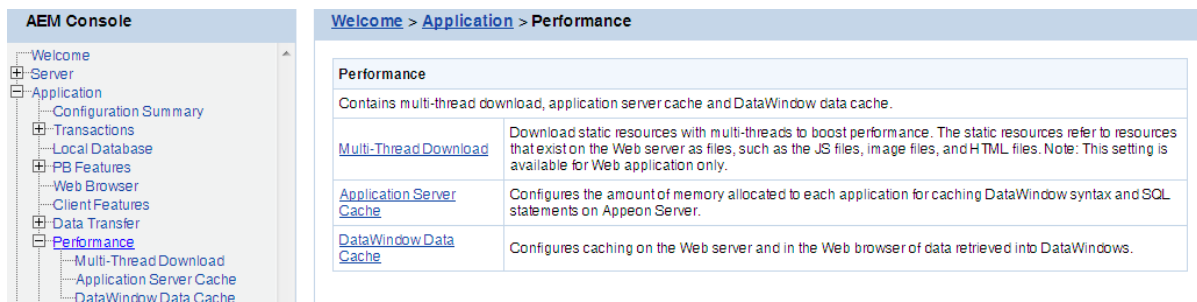 AEM Console
Welcome
Server
Application
Configuration Summary
Transactions
Local Database
PB Features
Web Browser
Client Features
Data Transfer
Performance
Multi-Thread Download
Application Server Cache
DataWindow Data Cache
Welcome > Application > Performance
Performance
Contains multi-thread download, application server cache and DataWindow data cache.
Multi-Thread Download
Download static resources with multi-threads to boost performance. The static resources refer to resources
that exist on the Web server as files, such as the JS files, image files, and HTML files. Note: This setting is
available for Web application only.
Application Server
Cache
Configures the amount of memory allocated to each application for caching DataWindow syntax and SQL
statements on Appeon Server.
DataWindow Data
Cache
Configures caching on the Web server and in the Web browser of data retrieved into DataWindows.